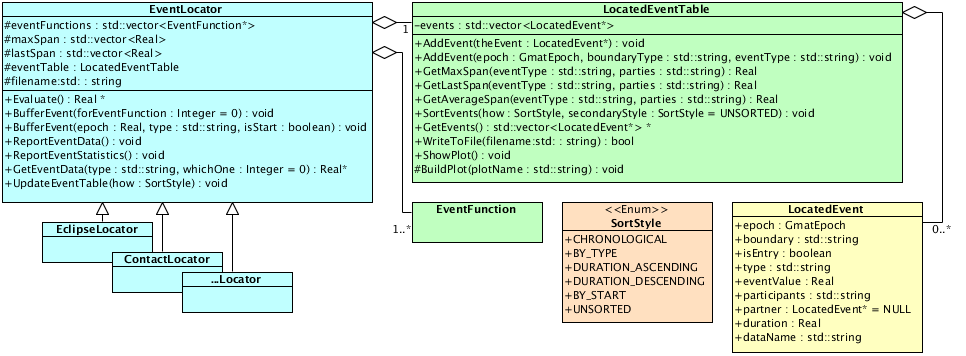 EventLocator
#eventFunctions : std::vector<EventFunction*>
#maxSpan : std::vector<Real>
#lastSpan : std::vector<Real>
#eventTable : LocatedEventTable
#filename:std: : string
+Evaluate() : Real *
+BufferEvent(forEventFunction : Integer = 0) : void
+BufferEvent(epoch : Real, type : std::string, isStart : boolean) : void
+ReportEventData() : void
+ReportEventStatistics() : void
+GetEventData(type : std::string, whichOne : Integer = 0) : Real*
+UpdateEventTable(how : SortStyle) : void
1
LocatedEventTable
-events : std::vector<LocatedEvent*>
+AddEvent(theEvent : LocatedEvent*) : void
+AddEvent(epoch : GmatEpoch, boundaryType : std::string, eventType : std::string) : void
+GetMaxSpan(eventType : std::string, parties : std::string) : Real
+GetLastSpan(eventType : std::string, parties : std::string) : Real
+GetAverageSpan(eventType : std::string, parties : std::string) : Real
+SortEvents(how : SortStyle, secondaryStyle : SortStyle = UNSORTED) : void
+GetEvents() : std::vector<LocatedEvent*> *
+WriteToFile(filename:std: : string) : bool
+ShowPlot() : void
#BuildPlot(plotName : std::string) : void
EclipseLocator
ContactLocator
...Locator
1..*
EventFunction
<<Enum>>
SortStyle
+CHRONOLOGICAL
+BY_TYPE
+DURATION_ASCENDING
+DURATION_DESCENDING
+BY_START
+UNSORTED
LocatedEvent
+epoch : GmatEpoch
+boundary : std::string
+isEntry : boolean
+type : std::string
+eventValue : Real
+participants : std::string
+partner : LocatedEvent* = NULL
+duration : Real
+dataName : std::string
0..*